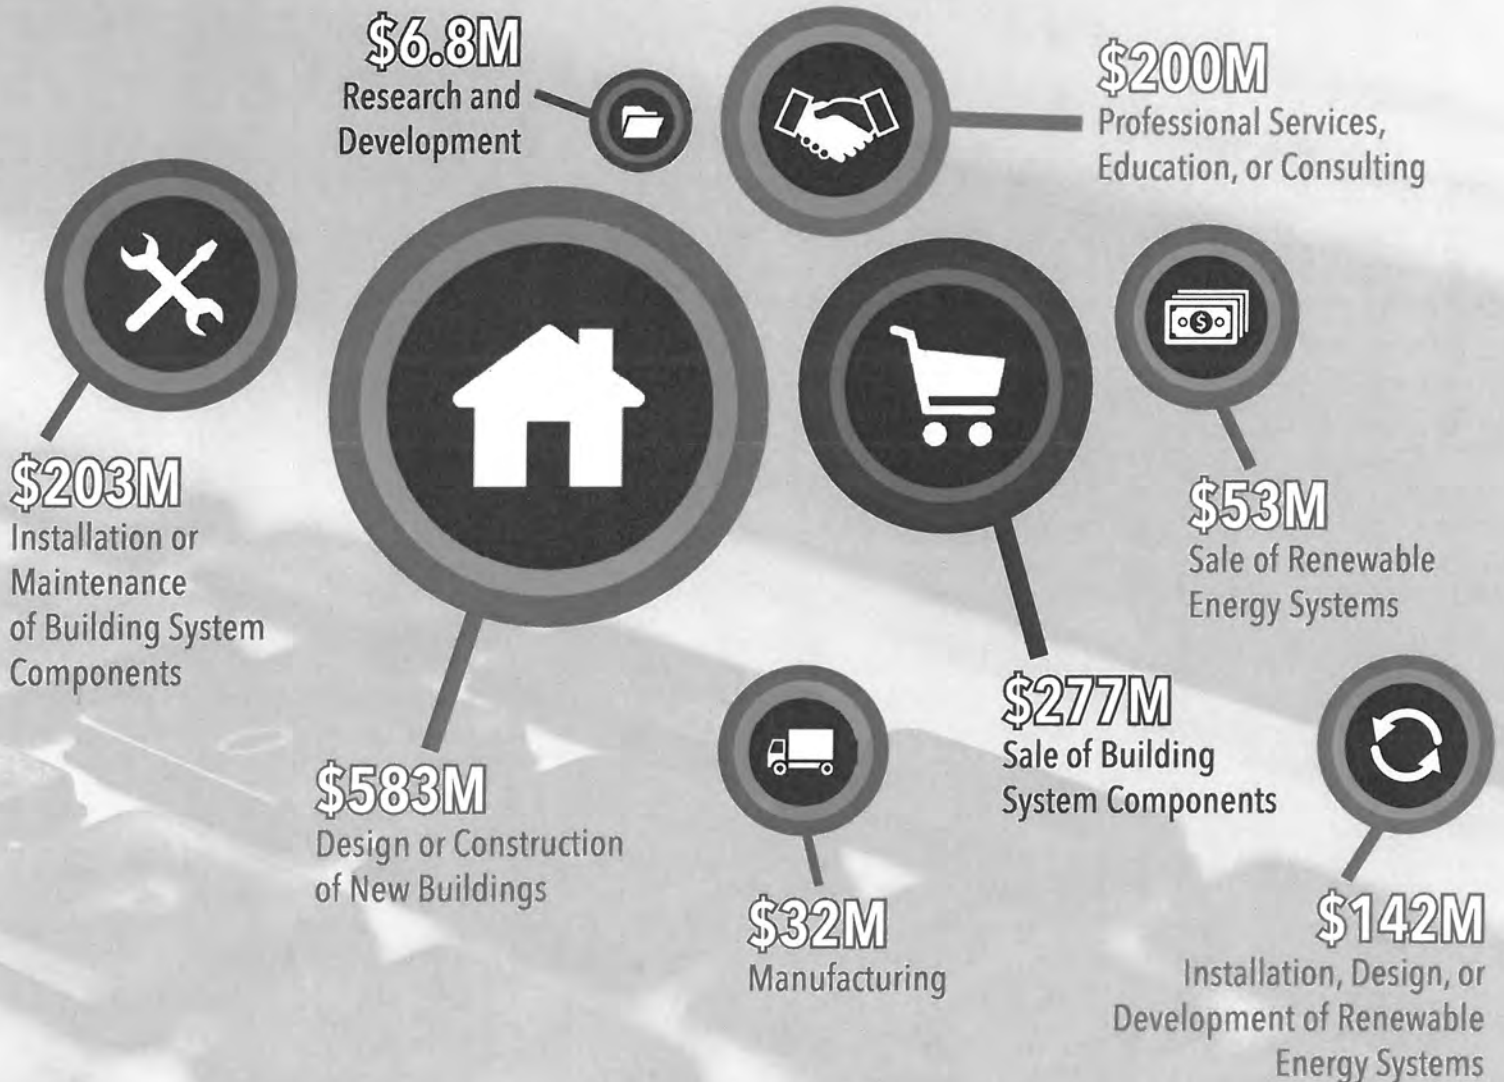 $6.8M
Research and
Development
$200M
Professional Services,
Education, or Consulting
$203M
Installation or
Maintenance
of Building System
Components
$583M
Design or Construction
of New Buildings
$277M
Sale of Building
System Components
$53M
Sale of Renewable
Energy Systems
$32M
Manufacturing
$142M
Installation, Design, or
Development of Renewable
Energy Systems